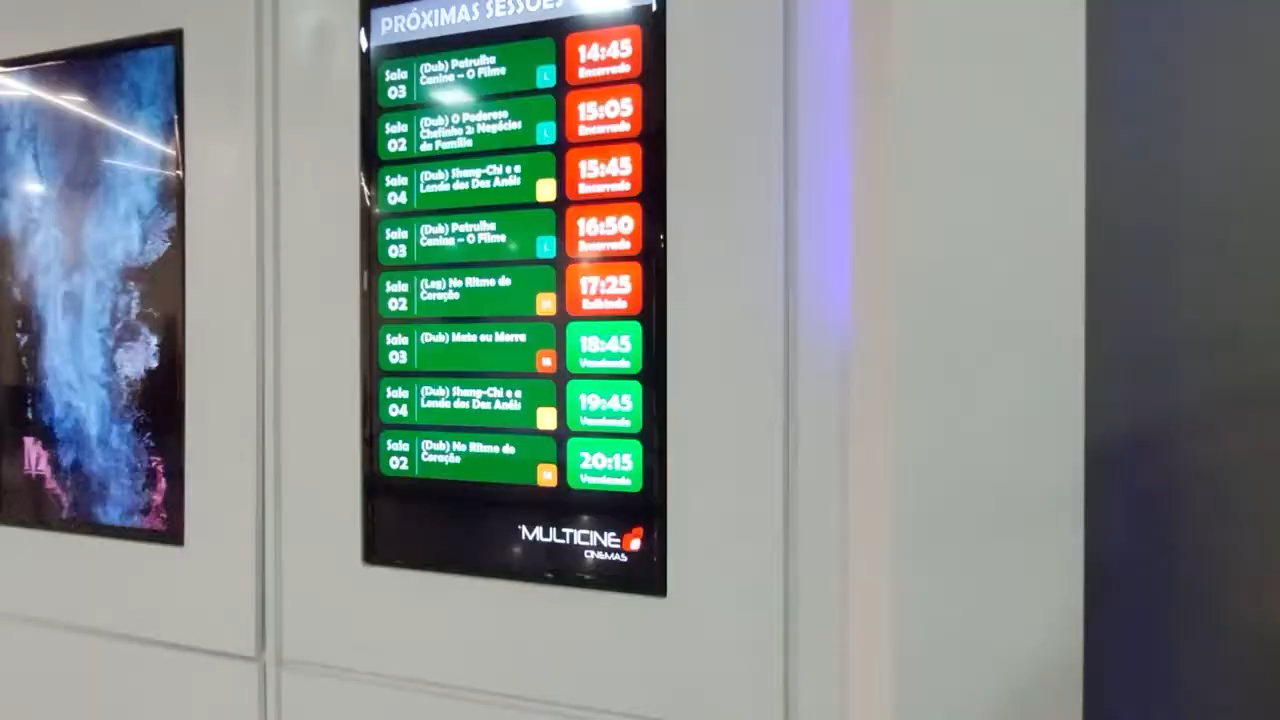 PRÓXIMAS SESSÕES
Sala
03
(Dub) Patrulha
Canina – O Filme
L
14:45
Encerrado
Sala
02
(Dub) O Poderoso
Chefinho 2: Negócios
da Família
L
15:05
Encerrado
Sala
04
(Dub) Shang-Chi e a
Lenda dos Dez Anéis
15:45
Encerrado
Sala
03
(Dub) Patrulha
Canina – O Filme
L
16:50
Encerrado
Sala
02
(Leg) No Ritmo do
Coração
17:25
Exibindo
Sala
03
(Dub) Mate ou Morra
18:45
Vendendo
Sala
04
(Dub) Shang-Chi e a
Lenda dos Dez Anéis
19:45
Vendendo
Sala
02
(Dub) No Ritmo do
Coração
20:15
Vendendo
MULTICINE
CINEMAS